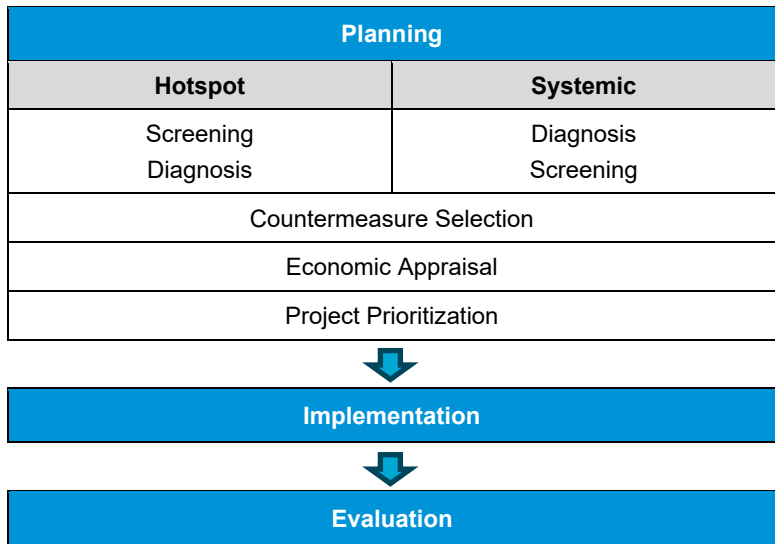 Planning
Hotspot
Systemic
Screening
Diagnosis
Diagnosis
Screening
Countermeasure Selection
Economic Appraisal
Project Prioritization
Implementation
Evaluation